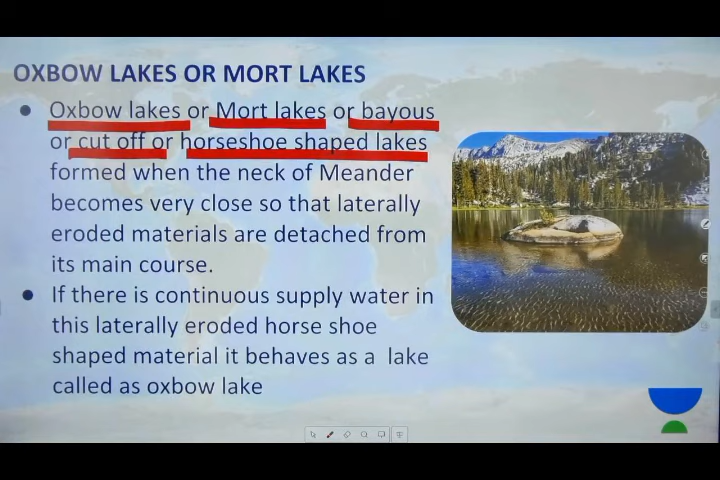 OXBOW LAKES OR MORT LAKES
● Oxbow lakes or Mort lakes or bayous
or cut off or horseshoe shaped lakes
formed when the neck of Meander
becomes very close so that laterally
eroded materials are detached from
its main course.
● If there is continuous supply water in
this laterally eroded horse shoe
shaped material it behaves as a lake
called as oxbow lake